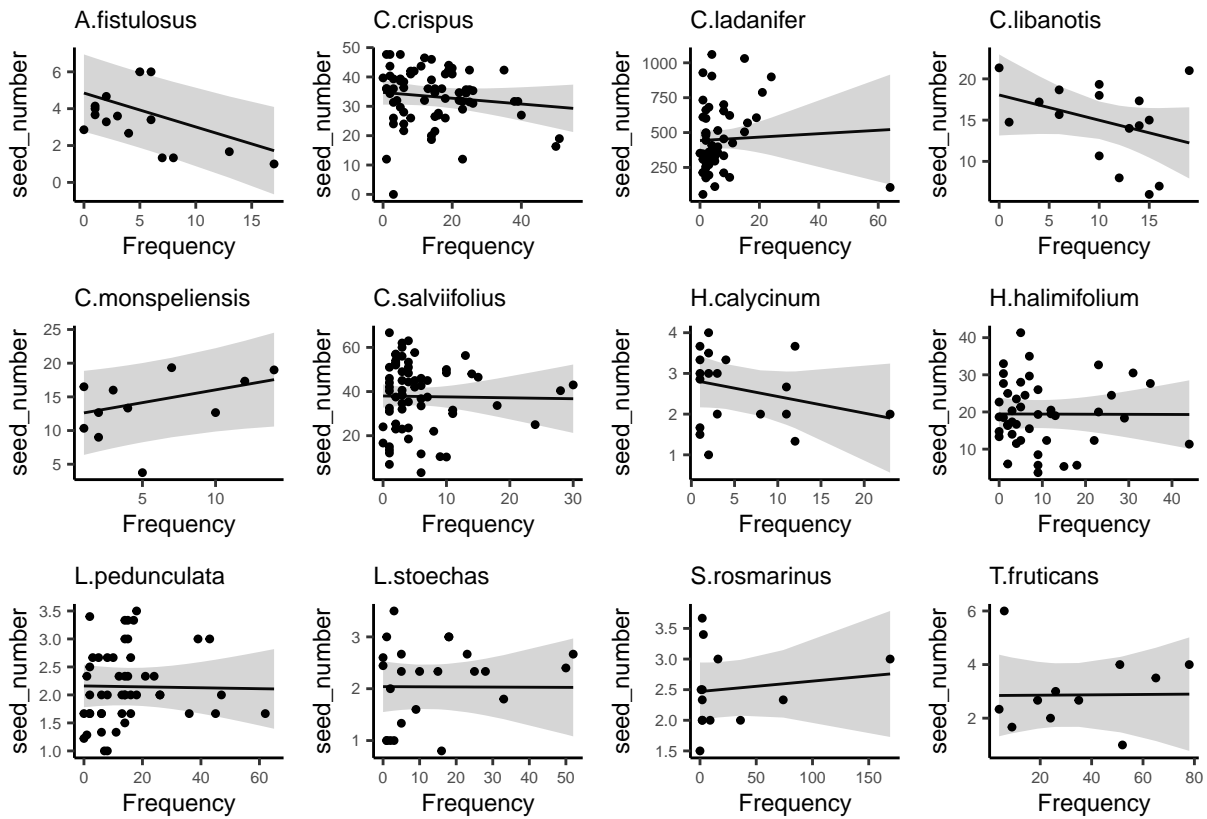 A.fistulosus
C.crispus
C.ladanifer
C.libanotis
seed_number
6
4
2
0
0 5 10 15
Frequency
seed_number
50
40
30
20
10
0
0 20 40
Frequency
seed_number
1000
750
500
250
0 20 40 60
Frequency
seed_number
20
15
10
0 5 10 15
Frequency
C.monspeliensis
C.salviifolius
H.calycinum
H.halimifolium
seed_number
25
20
15
10
5
5 10
Frequency
seed_number
60
40
20
0 10 20 30
Frequency
seed_number
4
3
2
1
0 5 10 15 20
Frequency
seed_number
40
30
20
10
0 10 20 30 40
Frequency
L.pedunculata
L.stoechas
S.rosmarinus
T.fruticans
seed_number
3.5
3.0
2.5
2.0
1.5
1.0
0 20 40 60
Frequency
seed_number
3
2
1
0 10 20 30 40 50
Frequency
seed_number
3.5
3.0
2.5
2.0
1.5
0 50 100 150
Frequency
seed_number
6
4
2
20 40 60 80
Frequency